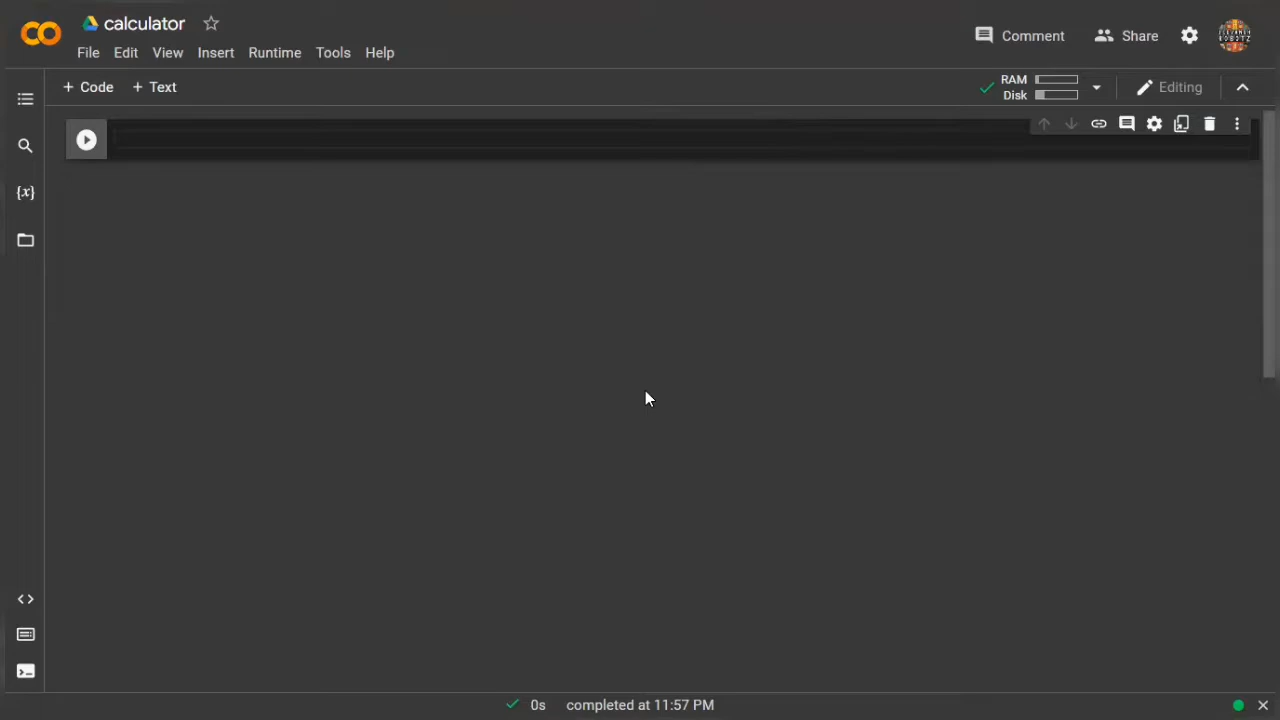 calculator
File Edit View Insert Runtime Tools Help
Comment Share
+ Code + Text
RAM
Disk
Editing
{x}
0s completed at 11:57 PM